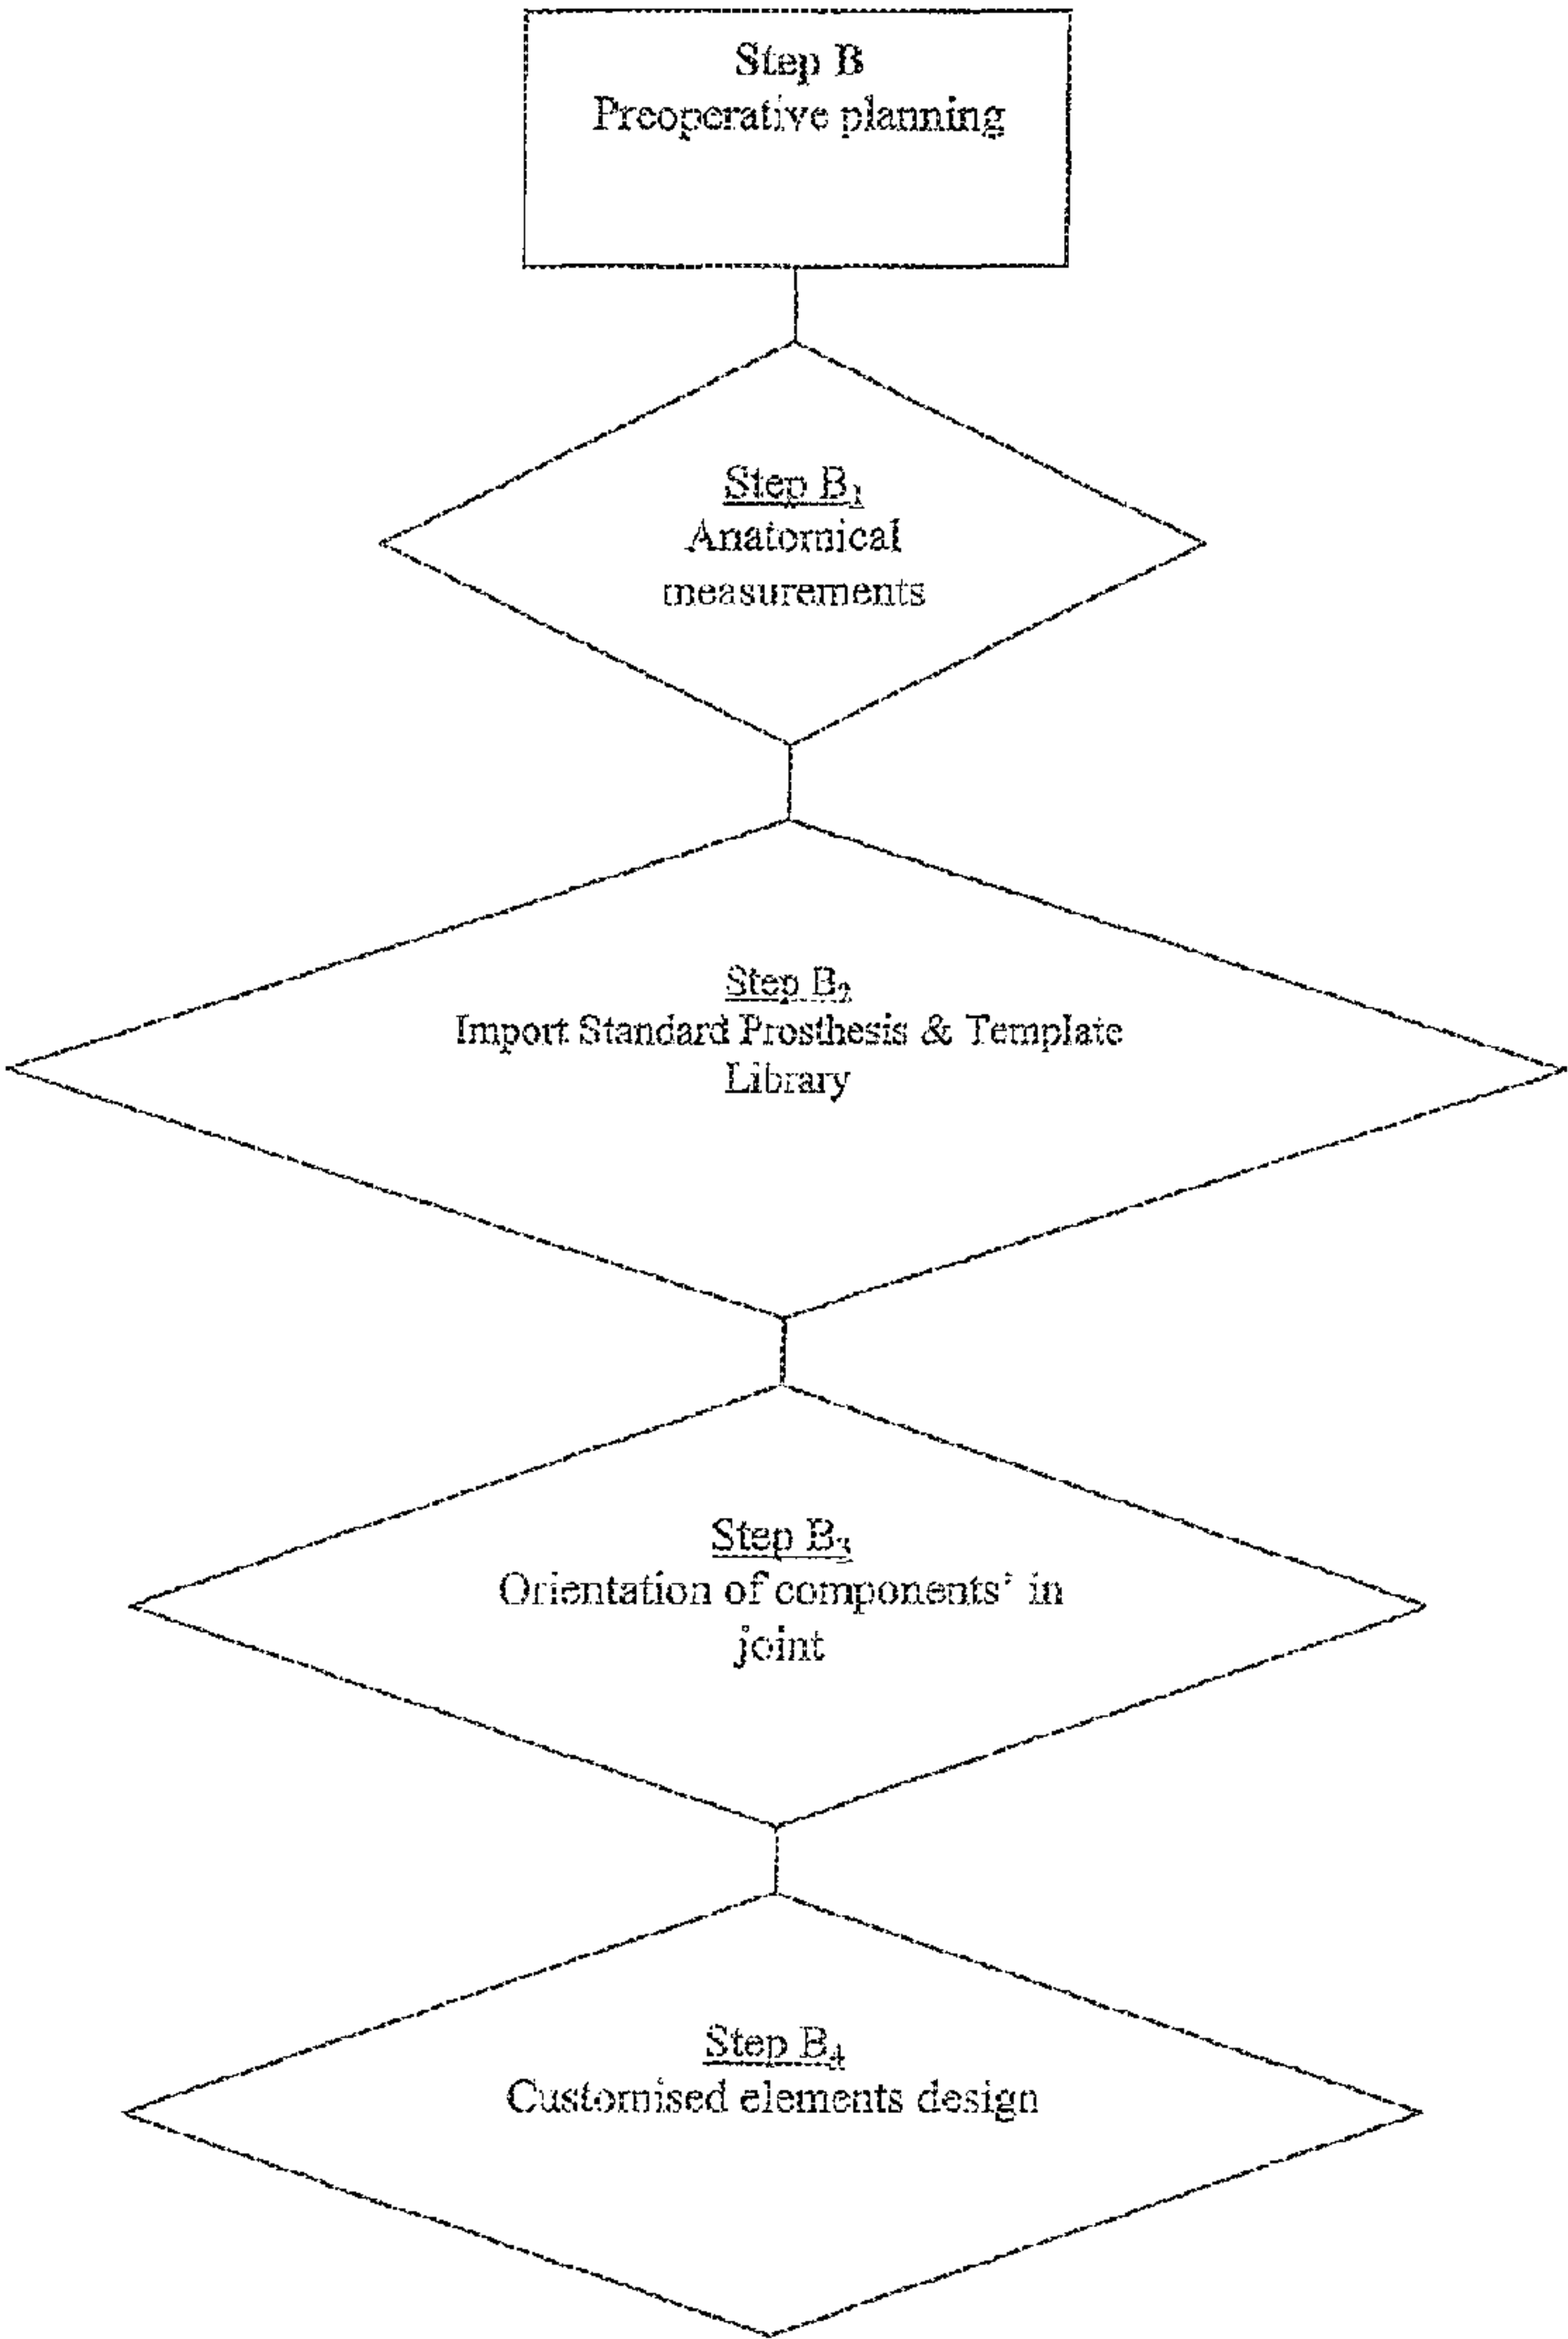 Step B
Preoperative planning
Step B₁
Anatomical
measurements
Step B₂
Import Standard Prosthesis & Template
Library
Step B₃
Orientation of components' in
joint
Step B₄
Customised elements design